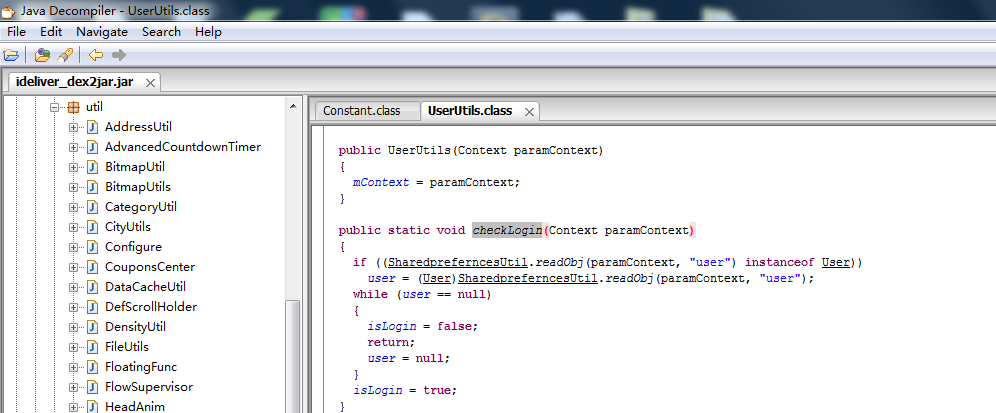 Java Decompiler - UserUtils.class
File Edit Navigate Search Help
ideliver_dex2jar.jar
util
AddressUtil
AdvancedCountdownTimer
BitmapUtil
BitmapUtils
CategoryUtil
CityUtils
Configure
CouponsCenter
DataCacheUtil
DefScrollHolder
DensityUtil
FileUtils
FloatingFunc
FlowSupervisor
HeadAnim
Constant.class UserUtils.class
public UserUtils(Context paramContext)
{
mContext = paramContext;
}
public static void checkLogin(Context paramContext)
{
if ((SharedpreferncesUtil.readObj(paramContext, "user") instanceof User))
user = (User)SharedpreferncesUtil.readObj(paramContext, "user");
while (user == null)
{
isLogin = false;
return;
user = null;
}
isLogin = true;
}